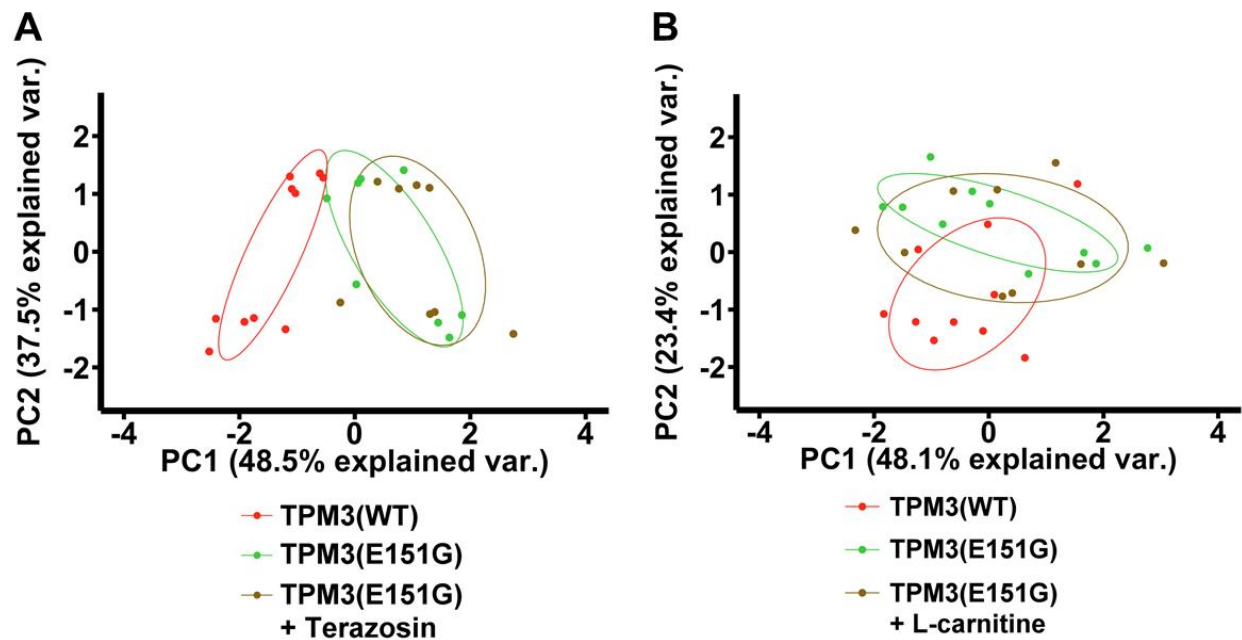 A
PC2 (37.5% explained var.)
2
1
0
-1
-2
-4
-2
0
2
4
PC1 (48.5% explained var.)
TPM3(WT)
TPM3(E151G)
TPM3(E151G)
+ Terazosin
B
PC2 (23.4% explained var.)
2
1
0
-1
-2
-4
-2
0
2
4
PC1 (48.1% explained var.)
TPM3(WT)
TPM3(E151G)
TPM3(E151G)
+ L-carnitine